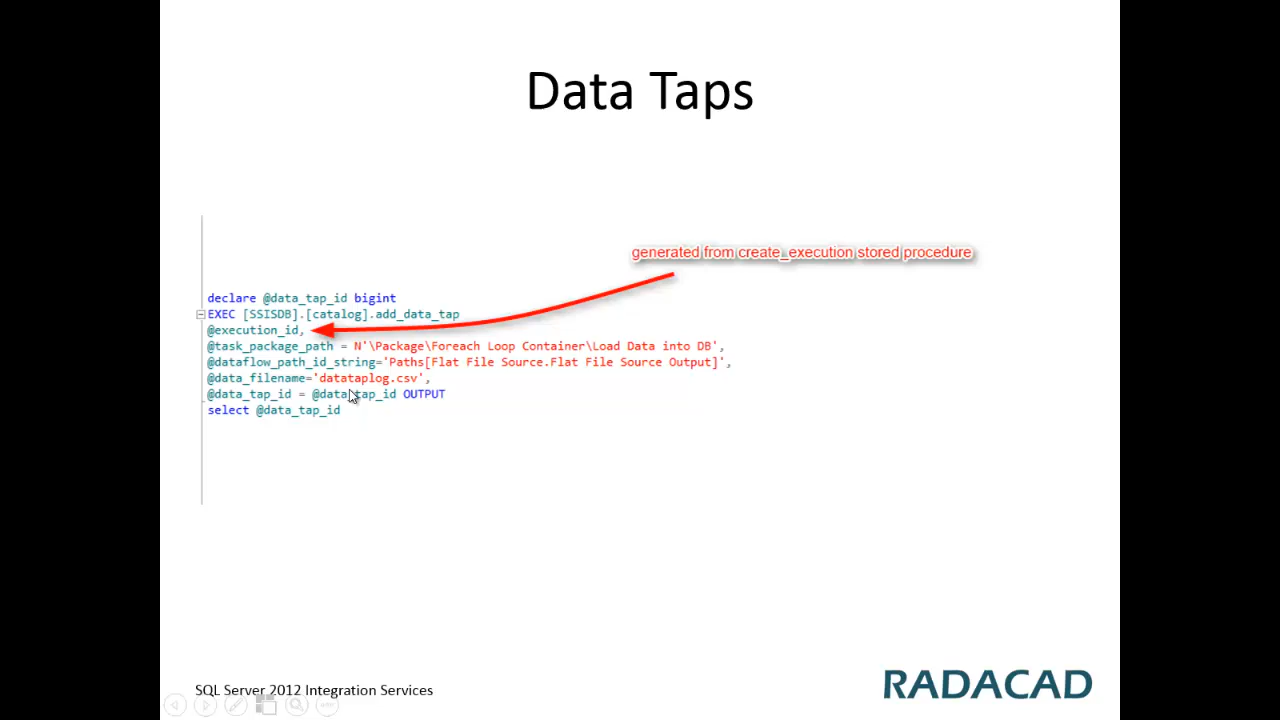 Data Taps
generated from create_execution stored procedure
declare @data_tap_id bigint
EXEC [SSISDB].[catalog].add_data_tap
@execution_id,
@task_package_path = N'\Package\Foreach Loop Container\Load Data into DB',
@dataflow_path_id_string='Paths[Flat File Source.Flat File Source Output]',
@data_filename='datataplog.csv',
@data_tap_id = @data_tap_id OUTPUT
select @data_tap_id
SQL Server 2012 Integration Services
RADACAD